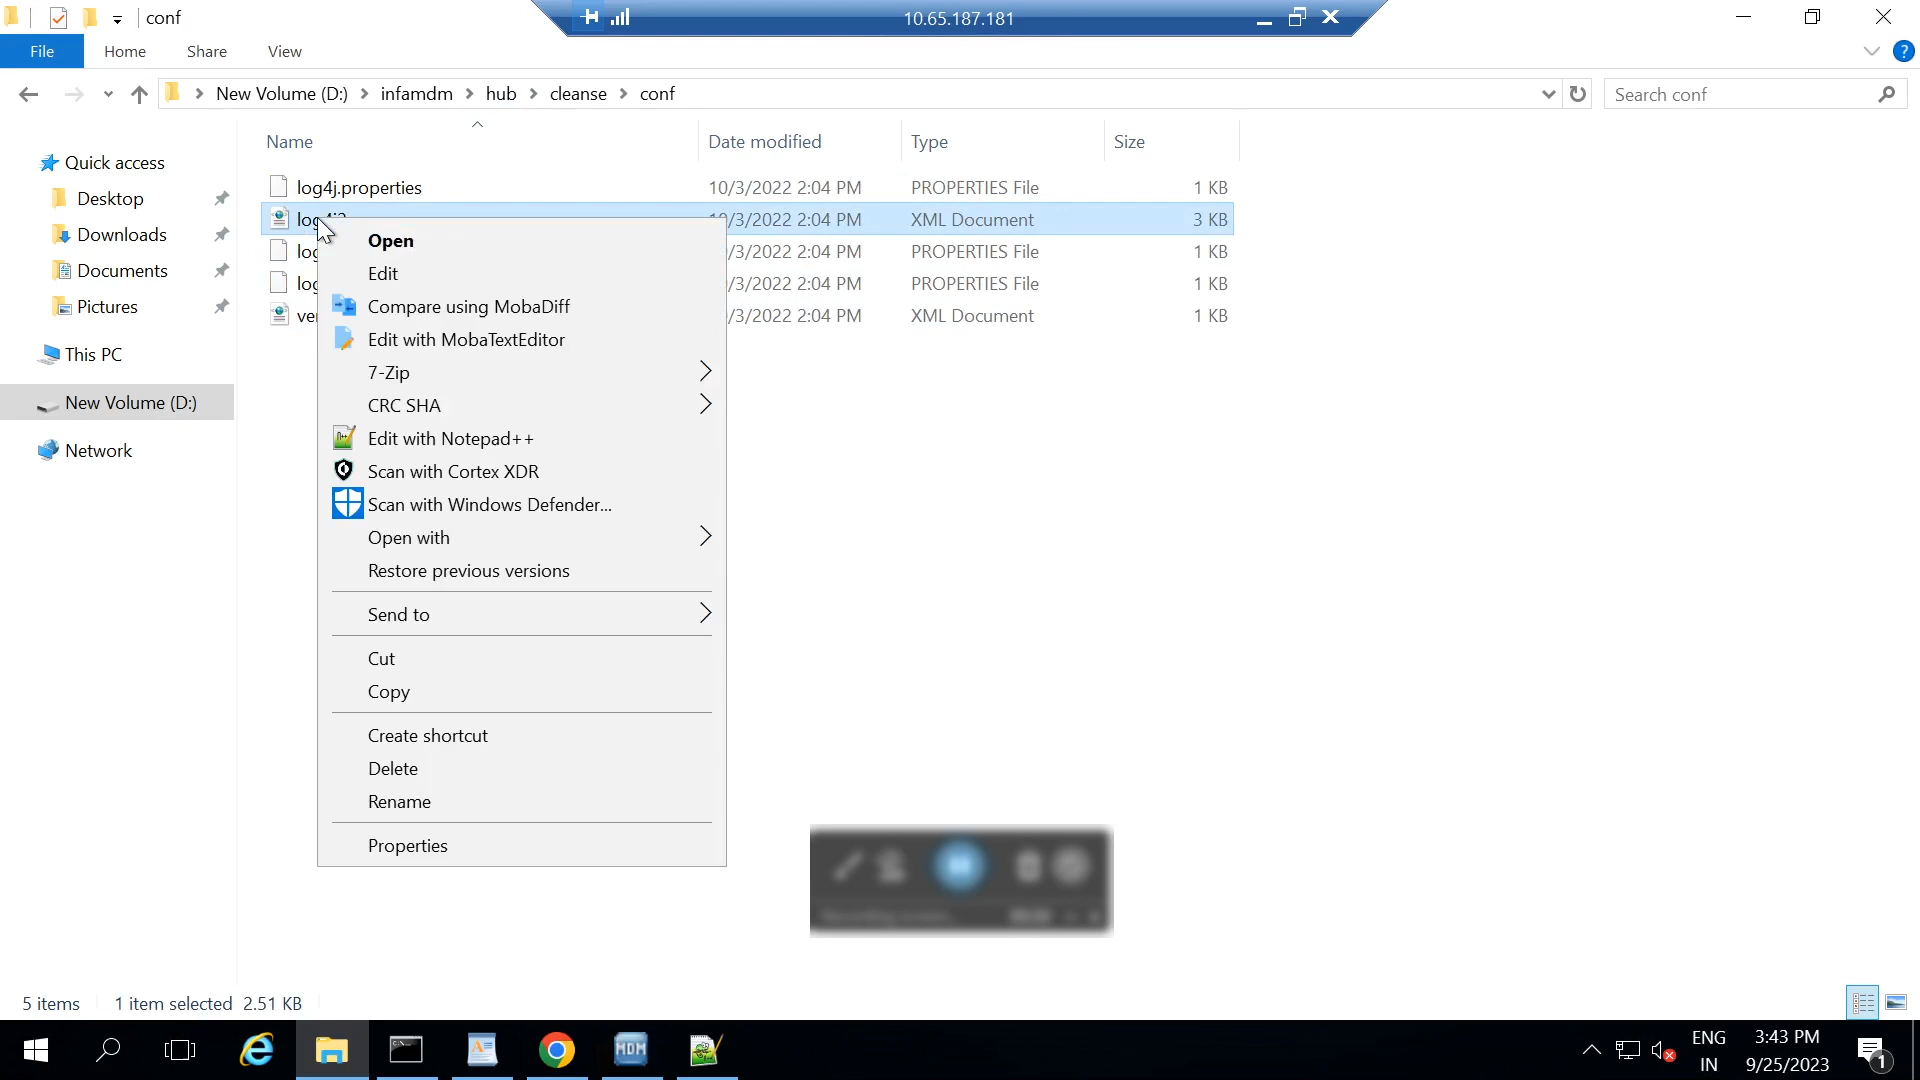 conf
10.65.187.181
File Home Share View
New Volume (D:) infamdm hub cleanse conf
Search conf
Name Date modified Type Size
Quick access
Desktop
Downloads
Documents
Pictures
This PC
New Volume (D:)
Network
log4j.properties 10/3/2022 2:04 PM PROPERTIES File 1 KB
/3/2022 2:04 PM XML Document 3 KB
/3/2022 2:04 PM PROPERTIES File 1 KB
/3/2022 2:04 PM PROPERTIES File 1 KB
/3/2022 2:04 PM XML Document 1 KB
Open
Edit
Compare using MobaDiff
Edit with MobaTextEditor
7-Zip
CRC SHA
Edit with Notepad++
Scan with Cortex XDR
Scan with Windows Defender...
Open with
Restore previous versions
Send to
Cut
Copy
Create shortcut
Delete
Rename
Properties
5 items 1 item selected 2.51 KB
MDM
ENG
IN
3:43 PM
9/25/2023
1